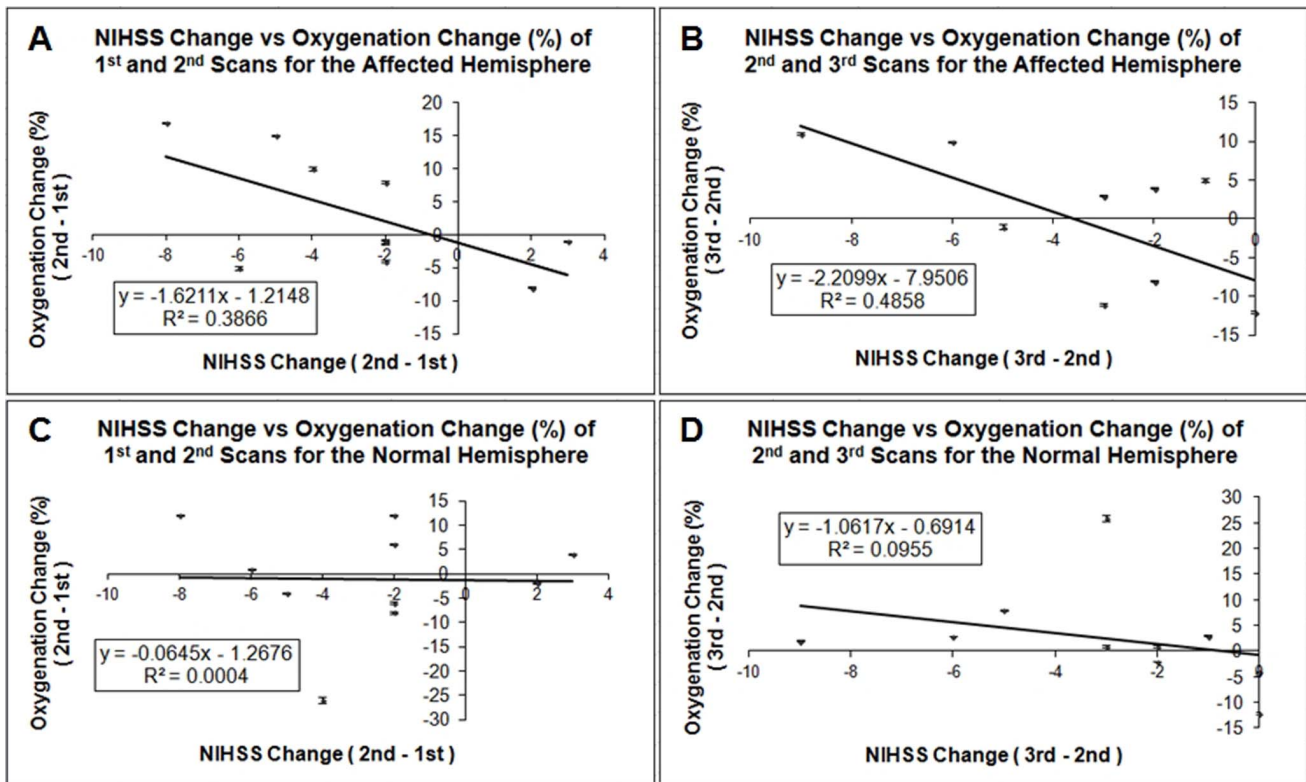 A
NIHSS Change vs Oxygenation Change (%) of
1st and 2nd Scans for the Affected Hemisphere
Oxygenation Change (%)
( 2nd - 1st)
20
15
10
5
0
-5
-10
-15
-10 -8 -6 -4 -2 0 2 4
y = -1.6211x - 1.2148
R² = 0.3866
NIHSS Change ( 2nd - 1st )
B
NIHSS Change vs Oxygenation Change (%) of
2nd and 3rd Scans for the Affected Hemisphere
Oxygenation Change (%)
( 3rd - 2nd)
15
10
5
0
-5
-10
-15
-10 -8 -6 -4 -2 0
y = -2.2099x - 7.9506
R² = 0.4858
NIHSS Change ( 3rd - 2nd )
C
NIHSS Change vs Oxygenation Change (%) of
1st and 2nd Scans for the Normal Hemisphere
Oxygenation Change (%)
( 2nd - 1st)
15
10
5
0
-5
-10
-15
-20
-25
-30
-10 -8 -6 -4 -2 0 2 4
y = -0.0645x - 1.2676
R² = 0.0004
NIHSS Change ( 2nd - 1st )
D
NIHSS Change vs Oxygenation Change (%) of
2nd and 3rd Scans for the Normal Hemisphere
Oxygenation Change (%)
( 3rd - 2nd)
30
25
20
15
10
5
0
-5
-10
-15
-10 -8 -6 -4 -2 0
y = -1.0617x - 0.6914
R² = 0.0955
NIHSS Change ( 3rd - 2nd )